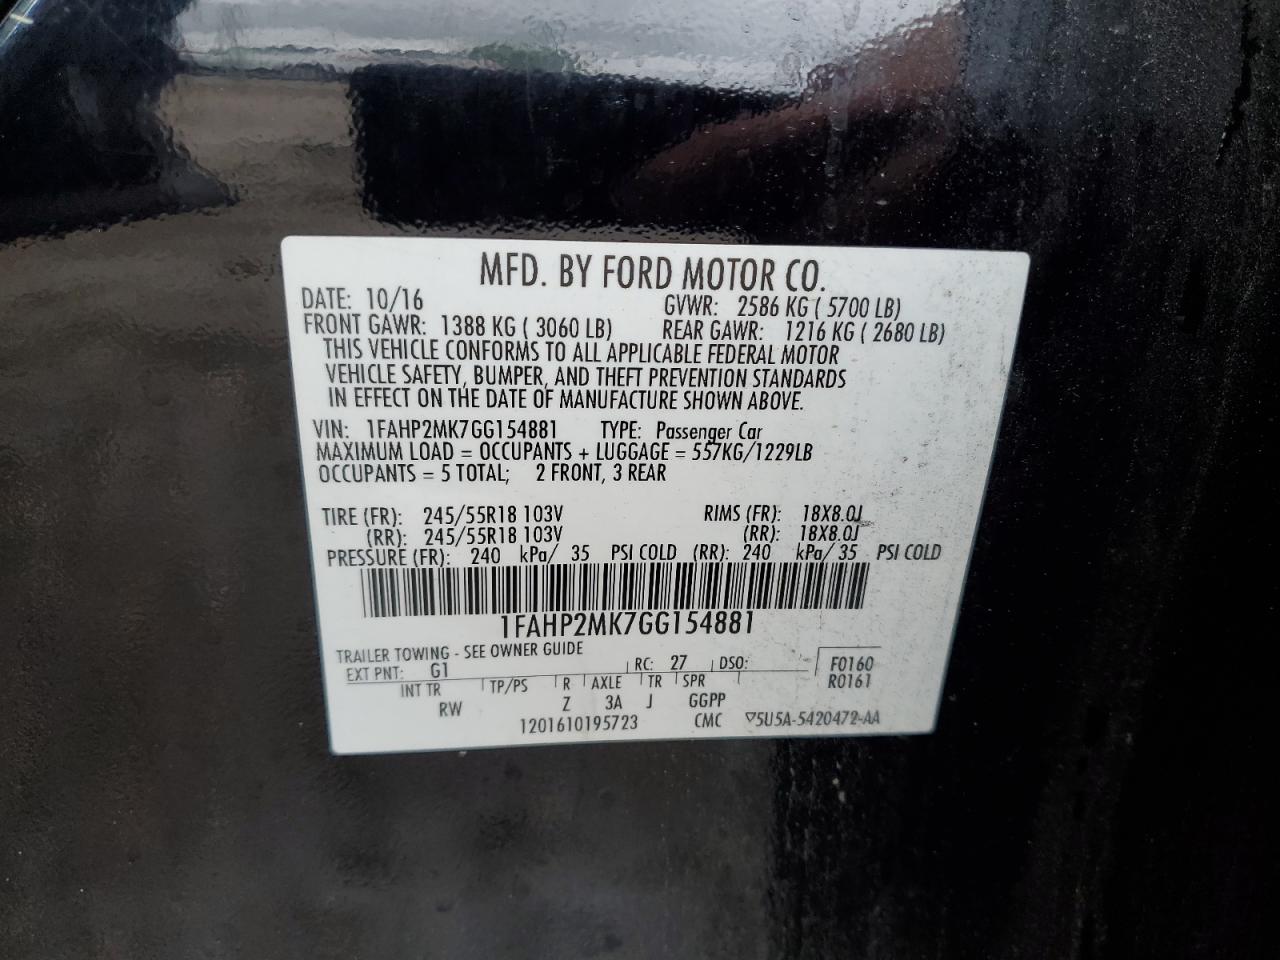 MFD. BY FORD MOTOR CO.
DATE: 10/16 GVWR: 2586 KG ( 5700 LB)
FRONT GAWR: 1388 KG ( 3060 LB) REAR GAWR: 1216 KG ( 2680 LB)
THIS VEHICLE CONFORMS TO ALL APPLICABLE FEDERAL MOTOR
VEHICLE SAFETY, BUMPER, AND THEFT PREVENTION STANDARDS
IN EFFECT ON THE DATE OF MANUFACTURE SHOWN ABOVE.
VIN: 1FAHP2MK7GG154881 TYPE: Passenger Car
MAXIMUM LOAD = OCCUPANTS + LUGGAGE = 557KG/1229LB
OCCUPANTS = 5 TOTAL; 2 FRONT, 3 REAR
TIRE (FR): 245/55R18 103V RIMS (FR): 18X8.0J
(RR): 245/55R18 103V (RR): 18X8.0J
PRESSURE (FR): 240 kPa/ 35 PSI COLD (RR): 240 kPa/ 35 PSI COLD
1FAHP2MK7GG154881
TRAILER TOWING - SEE OWNER GUIDE
EXT PNT: G1 RC: 27 DSO: F0160
INT TR TP/PS R AXLE TR SPR R0161
RW Z 3A J GGPP
1201610195723 CMC ▽5U5A-5420472-AA